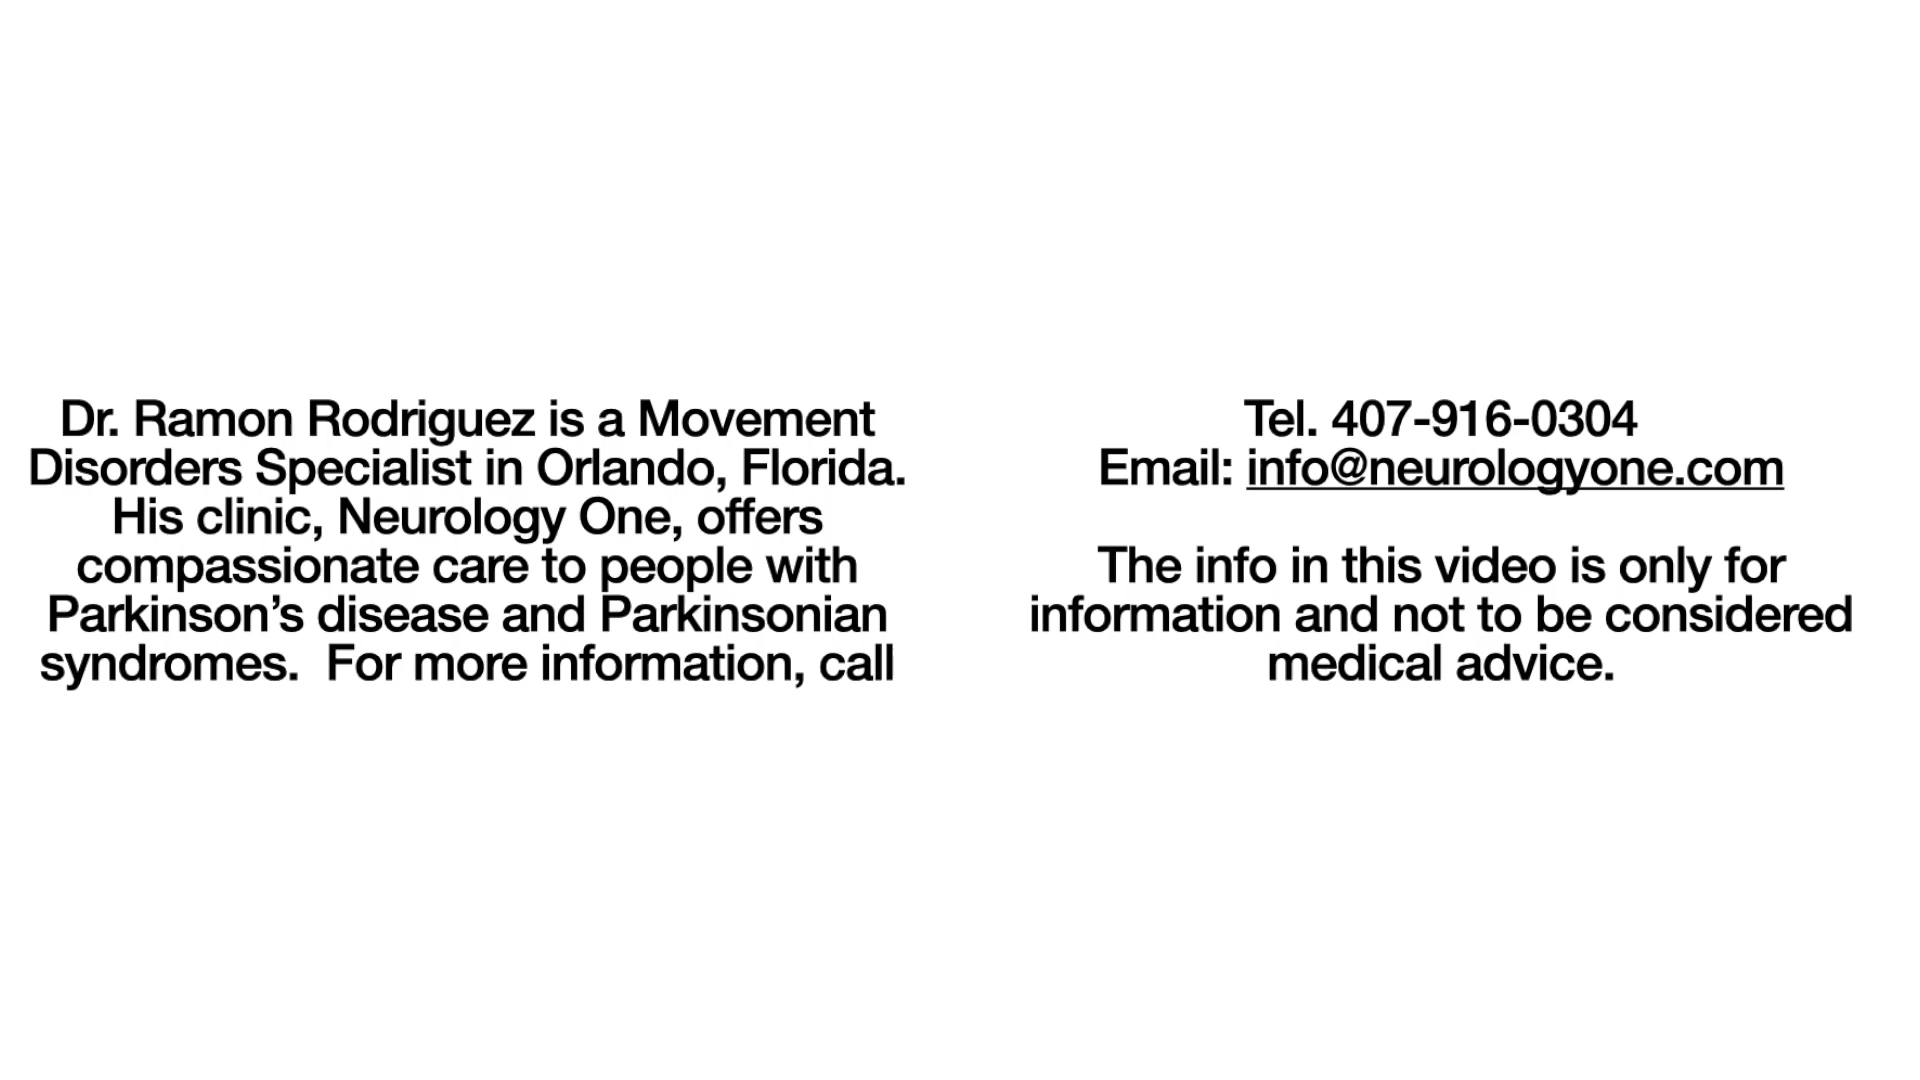 Dr. Ramon Rodriguez is a Movement
Disorders Specialist in Orlando, Florida.
His clinic, Neurology One, offers
compassionate care to people with
Parkinson’s disease and Parkinsonian
syndromes.  For more information, call
Tel. 407-916-0304
Email: info@neurologyone.com
The info in this video is only for
information and not to be considered
medical advice.